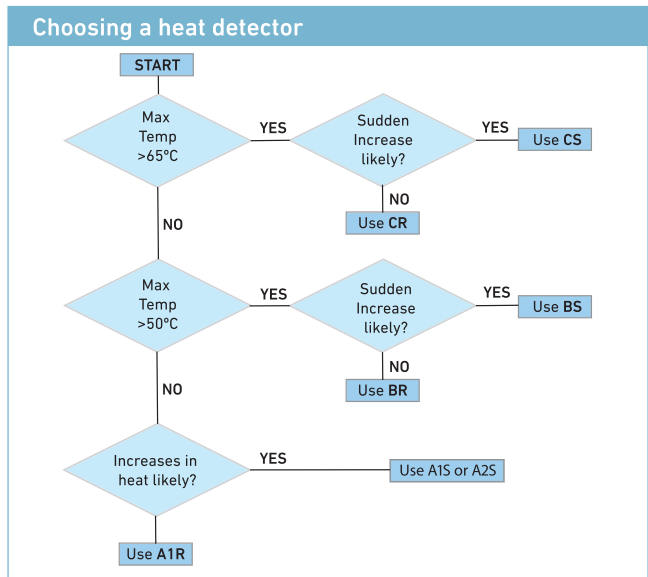 Choosing a heat detector
START
Max
Temp
>65°C
YES
Sudden
Increase
likely?
YES
Use CS
NO
Use CR
NO
Max
Temp
>50°C
YES
Sudden
Increase
likely?
YES
Use BS
NO
Use BR
NO
Increases in
heat likely?
YES
Use A1S or A2S
Use A1R